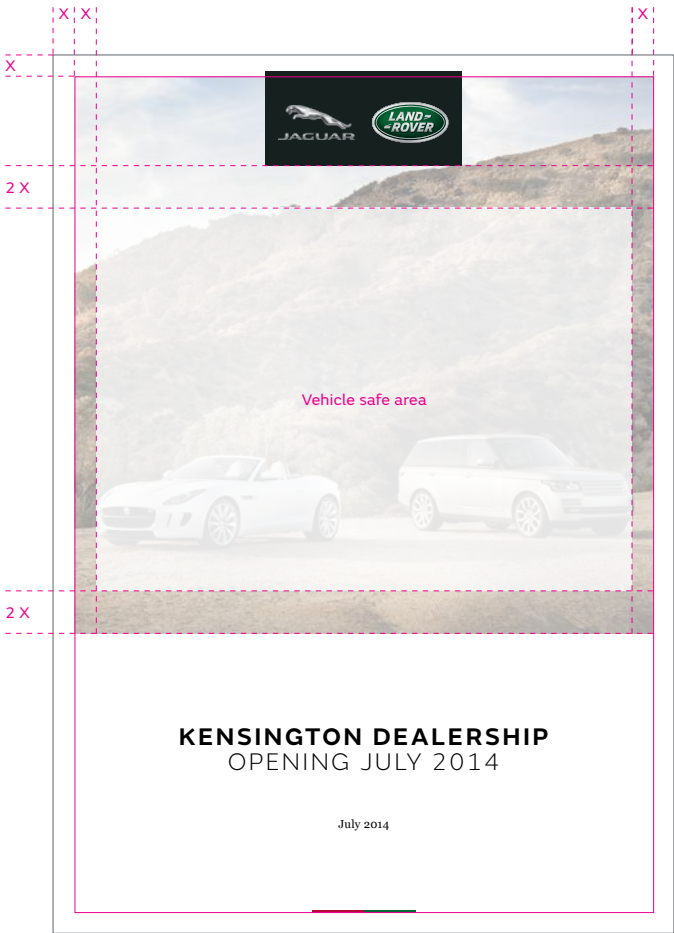 X X X
X
JAGUAR
LAND-
-ROVER
2 X
Vehicle safe area
2 X
KENSINGTON DEALERSHIP
OPENING JULY 2014
July 2014